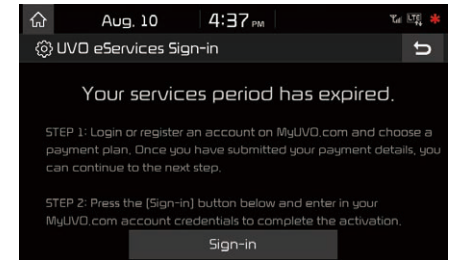 Aug. 10 4:37 PM LTE
UVO eServices Sign-in
Your services period has expired.
STEP 1: Login or register an account on MyUVO.com and choose a
payment plan. Once you have submitted your payment details, you
can continue to the next step.
STEP 2: Press the [Sign-in] button below and enter in your
MyUVO.com account credentials to complete the activation.
Sign-in